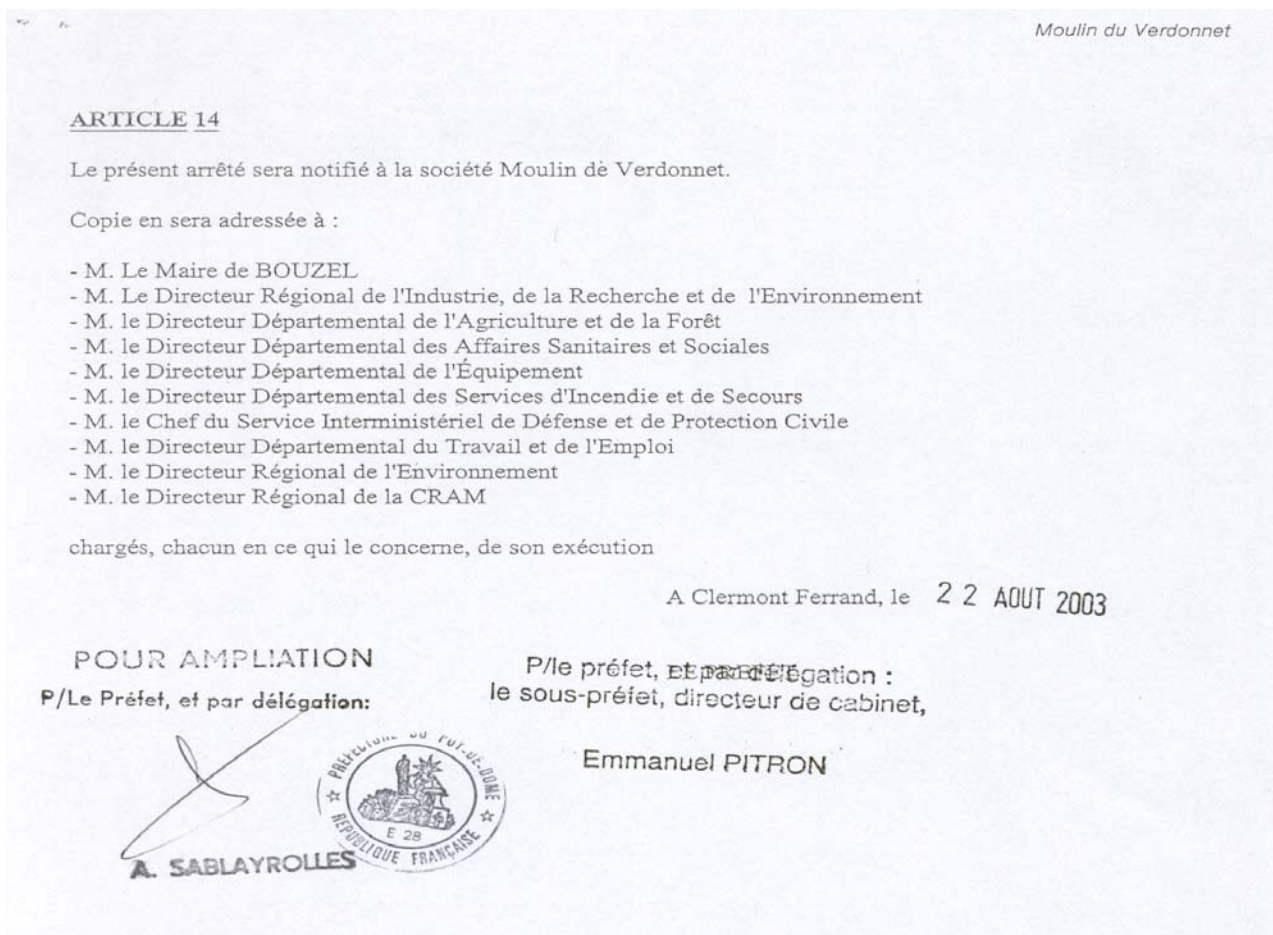 Moulin du Verdonnet
ARTICLE 14
Le présent arrêté sera notifié à la société Moulin de Verdonnet.
Copie en sera adressée à :
- M. Le Maire de BOUZEL
- M. Le Directeur Régional de l'Industrie, de la Recherche et de l'Environnement
- M. le Directeur Départemental de l'Agriculture et de la Forêt
- M. le Directeur Départemental des Affaires Sanitaires et Sociales
- M. le Directeur Départemental de l'Équipement
- M. le Directeur Départemental des Services d'Incendie et de Secours
- M. le Chef du Service Interministériel de Défense et de Protection Civile
- M. le Directeur Départemental du Travail et de l'Emploi
- M. le Directeur Régional de l'Environnement
- M. le Directeur Régional de la CRAM
chargés, chacun en ce qui le concerne, de son exécution
A Clermont Ferrand, le 22 AOUT 2003
POUR AMPLIATION
P/Le Préfet, et par délégation:
P/le préfet,
le sous-préfet, directeur de cabinet,
Emmanuel PITRON
PRÉFECTURE DU PUY-DE-DOME
E 28
RÉPUBLIQUE FRANÇAISE
A. SABLAYROLLES